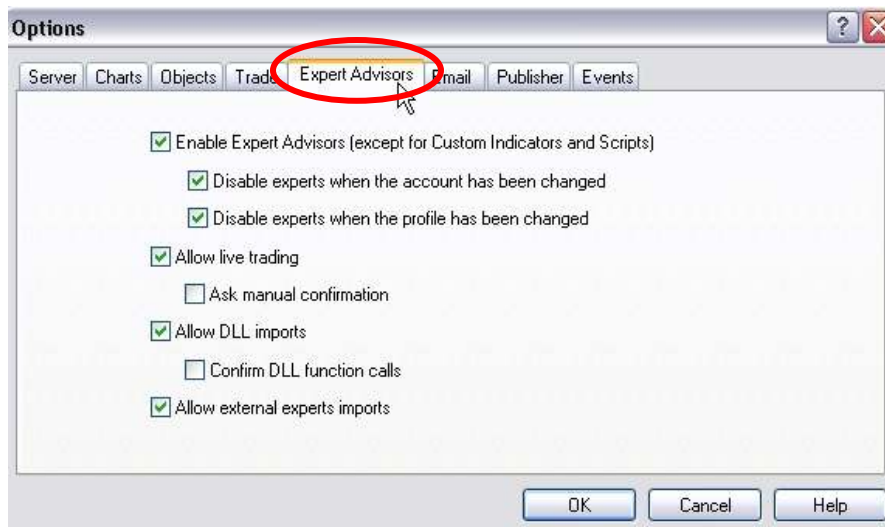 Options
Server Charts Objects Trade Expert Advisors Email Publisher Events
Enable Expert Advisors (except for Custom Indicators and Scripts)
Disable experts when the account has been changed
Disable experts when the profile has been changed
Allow live trading
Ask manual confirmation
Allow DLL imports
Confirm DLL function calls
Allow external experts imports
OK Cancel Help